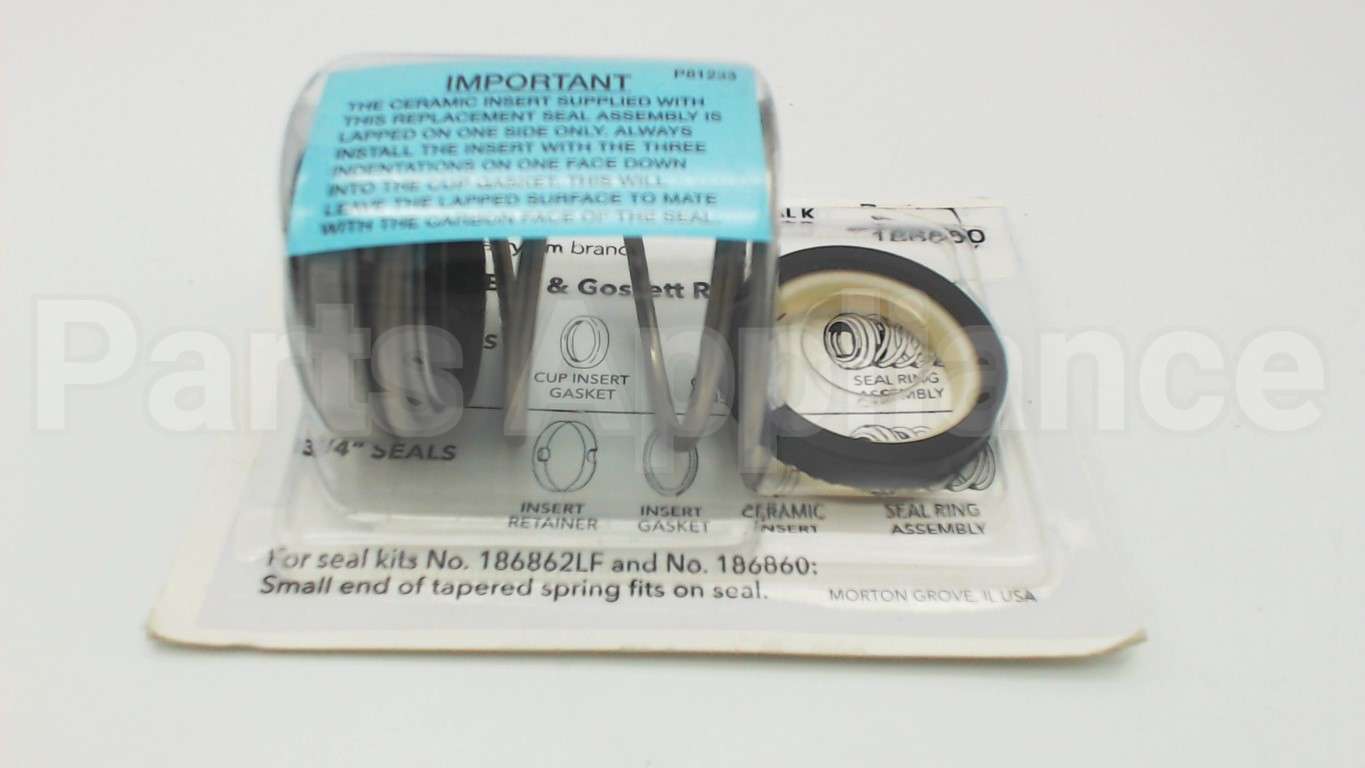 IMPORTANT
P81233
THE CERAMIC INSERT SUPPLIED WITH
THIS REPLACEMENT SEAL ASSEMBLY IS
LAPPED ON ONE SIDE ONLY. ALWAYS
INSTALL THE INSERT WITH THE THREE
INDENTATIONS ON ONE FACE DOWN
INTO THE CUP GASKET. THIS WILL
LEAVE THE LAPPED SURFACE TO MATE
WITH THE CARBON FACE OF THE SEAL.
m brand
& Gossett R
CUP INSERT
GASKET
SEAL RING
ASSEMBLY
SEALS
INSERT
RETAINER
INSERT
GASKET
CERAMIC
INSERT
SEAL RING
ASSEMBLY
For seal kits No. 186862LF and No. 186860:
Small end of tapered spring fits on seal.
MORTON GROVE, IL USA
Parts Appliance